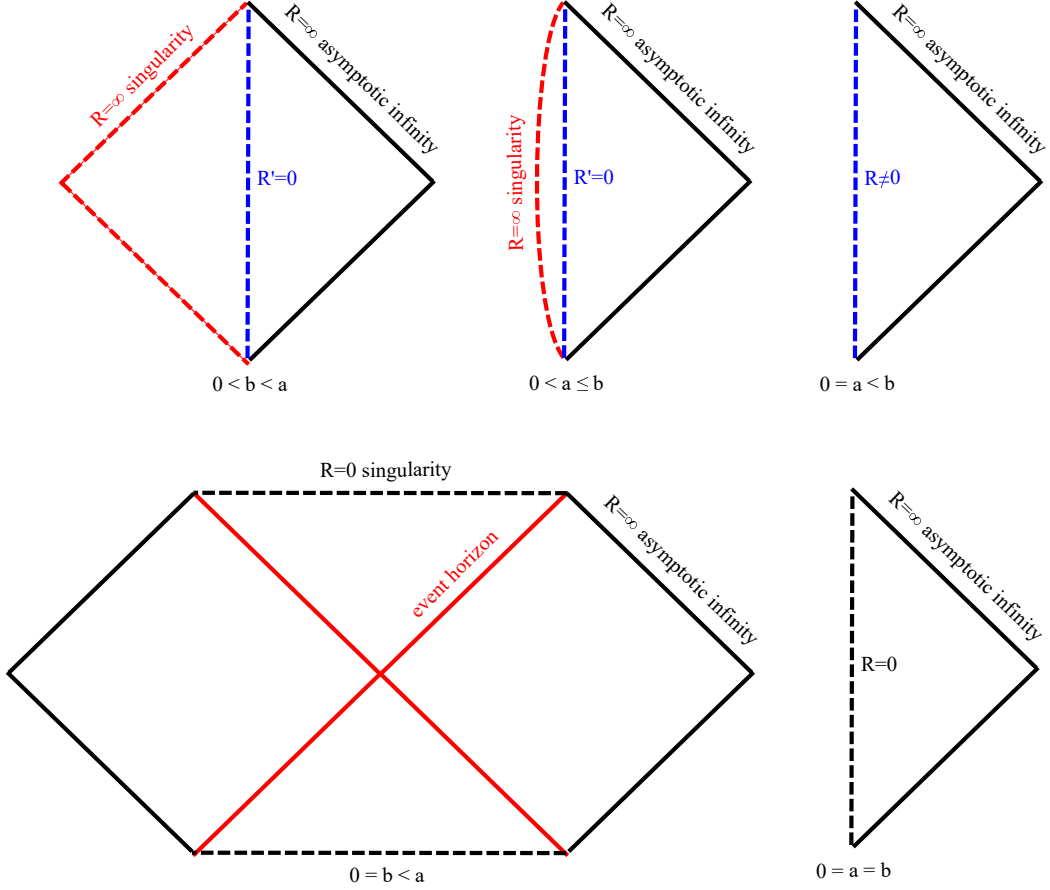 R=∞ singularity
R=∞ asymptotic infinity
R'=0
0 < b < a
R=∞ singularity
R=∞ asymptotic infinity
R'=0
0 < a ≤ b
R=∞ asymptotic infinity
R≠0
0 = a < b
R=0 singularity
event horizon
R=∞ asymptotic infinity
0 = b < a
R=∞ asymptotic infinity
R=0
0 = a = b